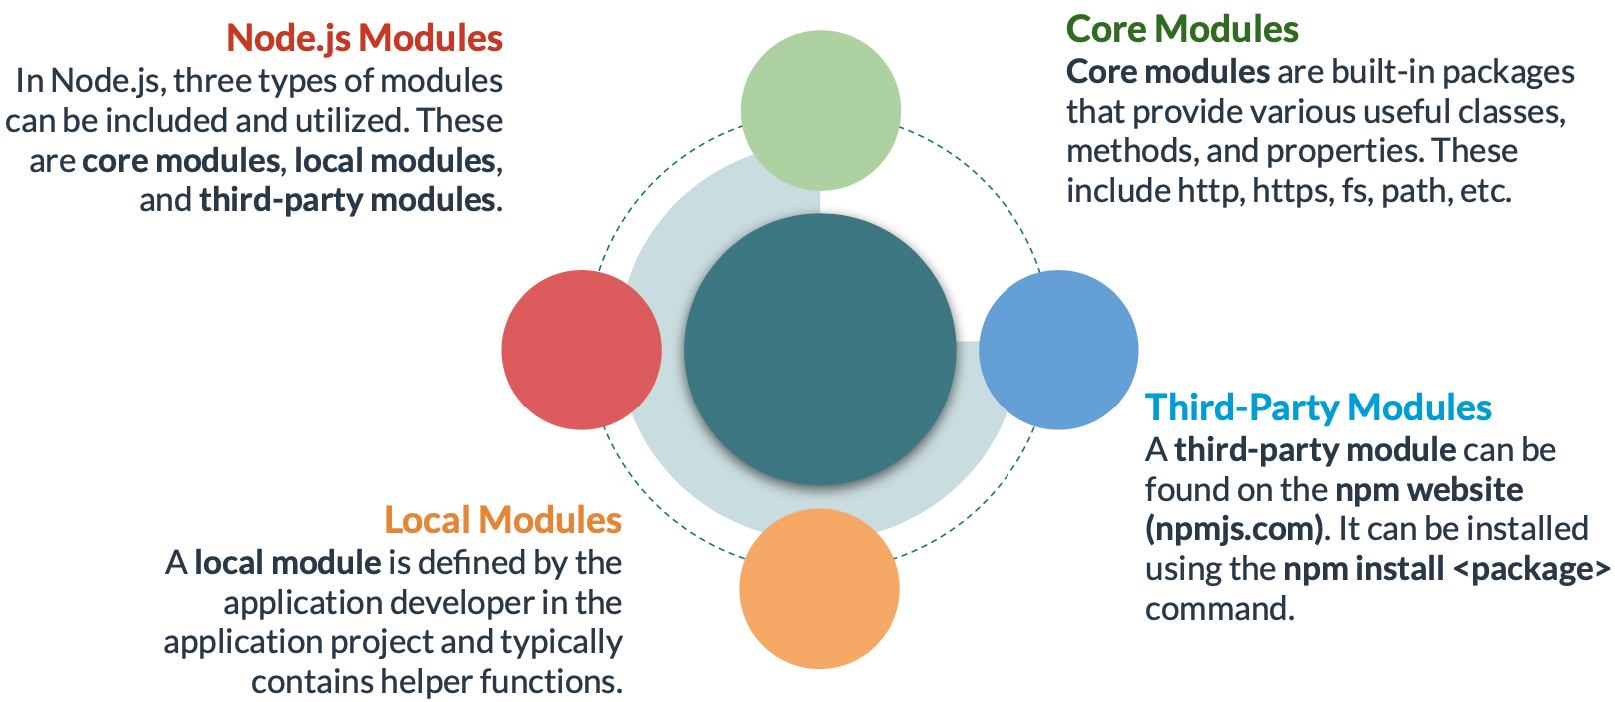 Node.js Modules
In Node.js, three types of modules
can be included and utilized. These
are core modules, local modules,
and third-party modules.
Core Modules
Core modules are built-in packages
that provide various useful classes,
methods, and properties. These
include http, https, fs, path, etc.
Third-Party Modules
A third-party module can be
found on the npm website
(npmjs.com). It can be installed
using the npm install <package>
command.
Local Modules
A local module is defined by the
application developer in the
application project and typically
contains helper functions.